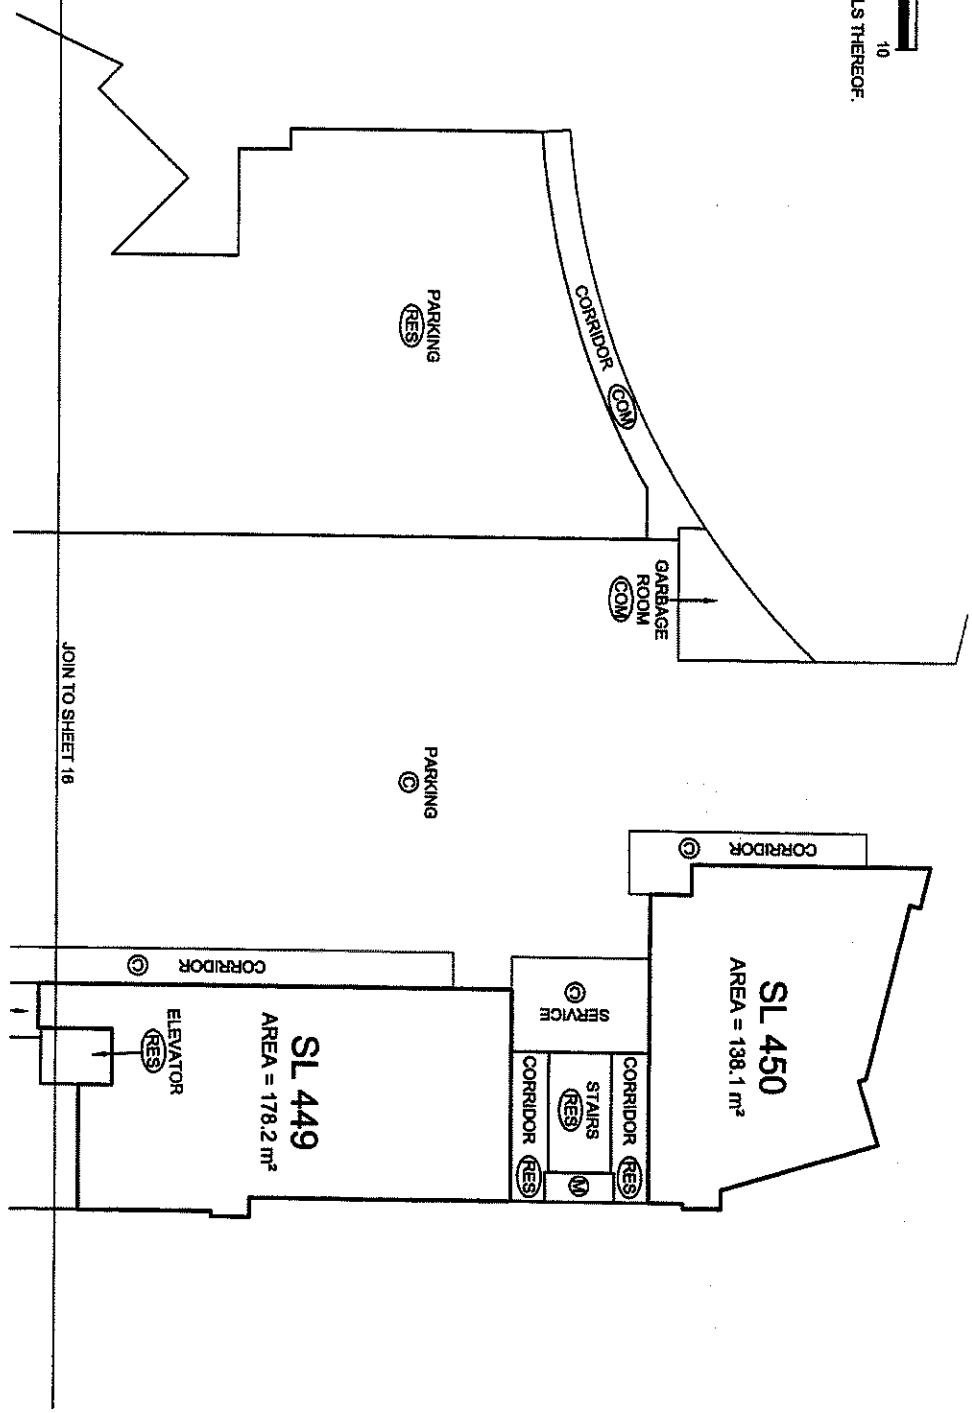 10
LS THEREOF.
CORRIDOR
COM
PARKING
RES
GARBAGE
ROOM
COM
PARKING
C
JOIN TO SHEET 16
CORRIDOR
C
SL 450
AREA = 138.1 m²
SERVICE
C
CORRIDOR
RES
STAIRS
RES
M
CORRIDOR
RES
CORRIDOR
C
SL 449
AREA = 178.2 m²
ELEVATOR
RES